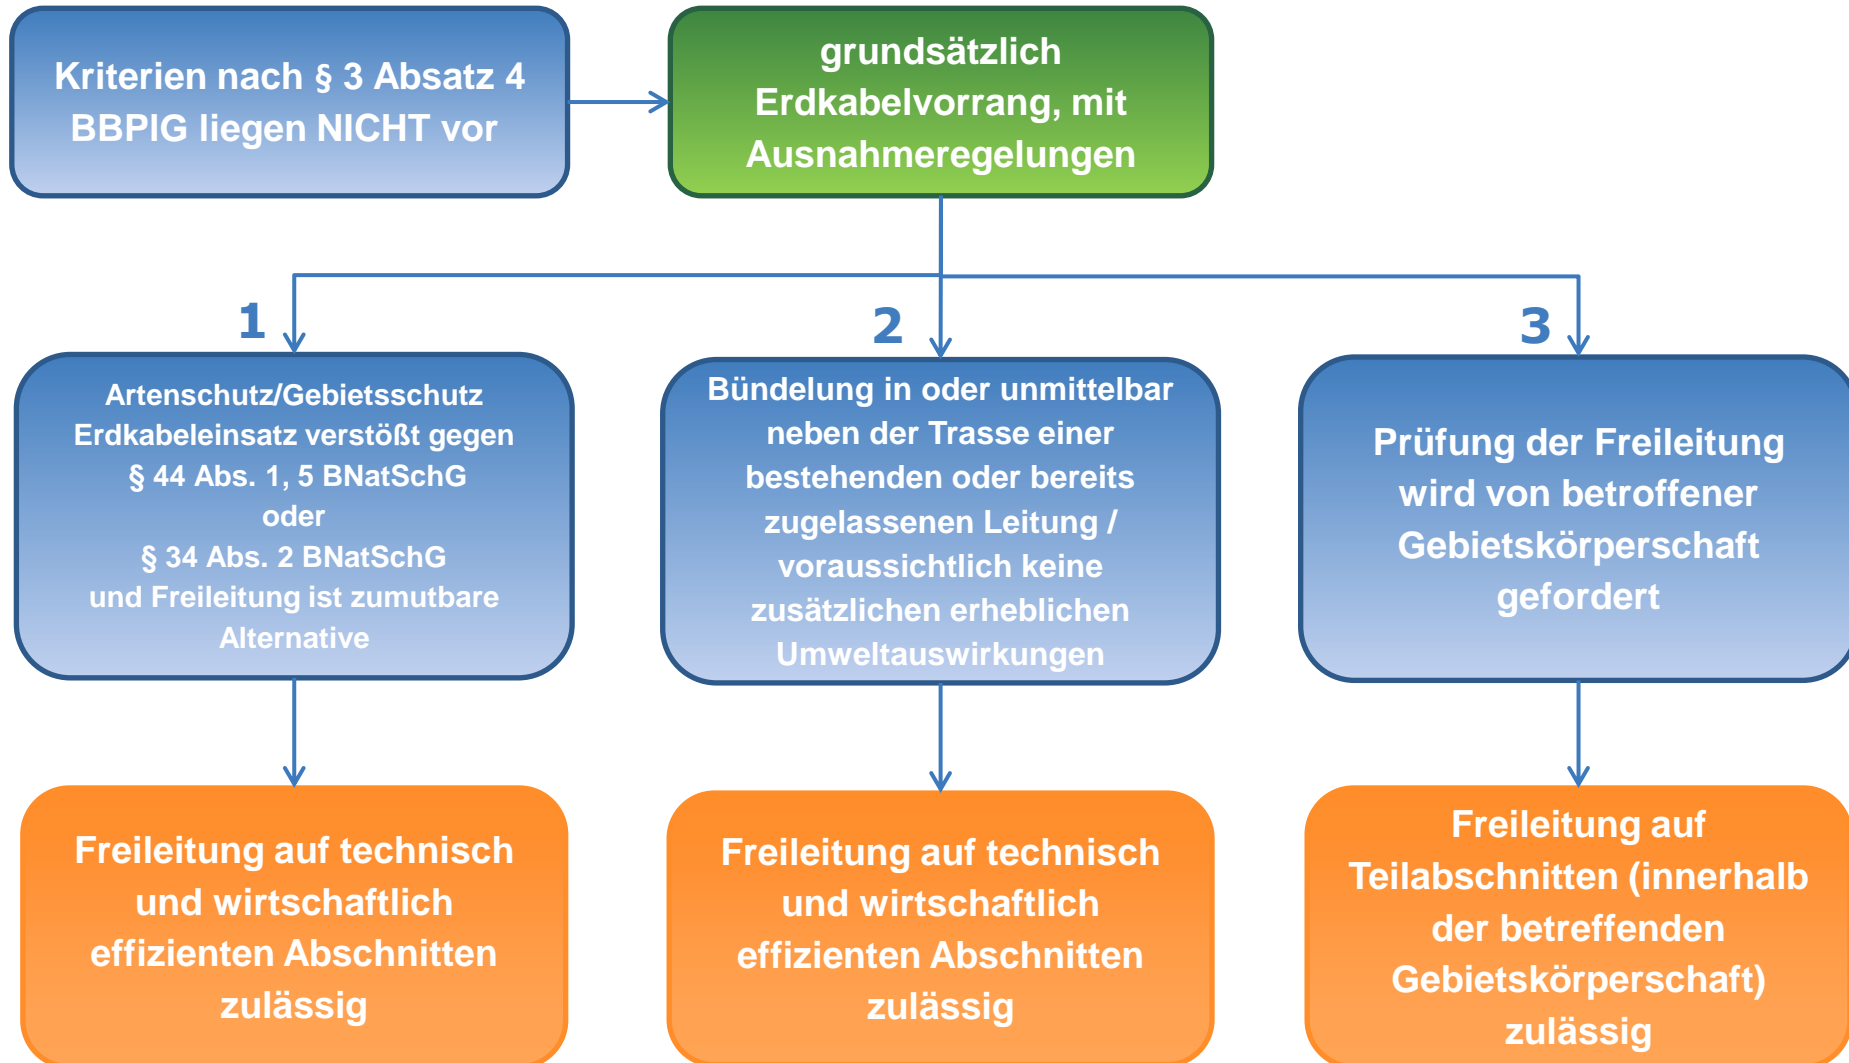 Kriterien nach § 3 Absatz 4
BBPlG liegen NICHT vor
grundsätzlich
Erdkabelvorrang, mit
Ausnahmeregelungen
1
Artenschutz/Gebietsschutz
Erdkabeleinsatz verstößt gegen
§ 44 Abs. 1, 5 BNatSchG
oder
§ 34 Abs. 2 BNatSchG
und Freileitung ist zumutbare
Alternative
2
Bündelung in oder unmittelbar
neben der Trasse einer
bestehenden oder bereits
zugelassenen Leitung /
voraussichtlich keine
zusätzlichen erheblichen
Umweltauswirkungen
3
Prüfung der Freileitung
wird von betroffener
Gebietskörperschaft
gefordert
Freileitung auf technisch
und wirtschaftlich
effizienten Abschnitten
zulässig
Freileitung auf technisch
und wirtschaftlich
effizienten Abschnitten
zulässig
Freileitung auf
Teilabschnitten (innerhalb
der betreffenden
Gebietskörperschaft)
zulässig